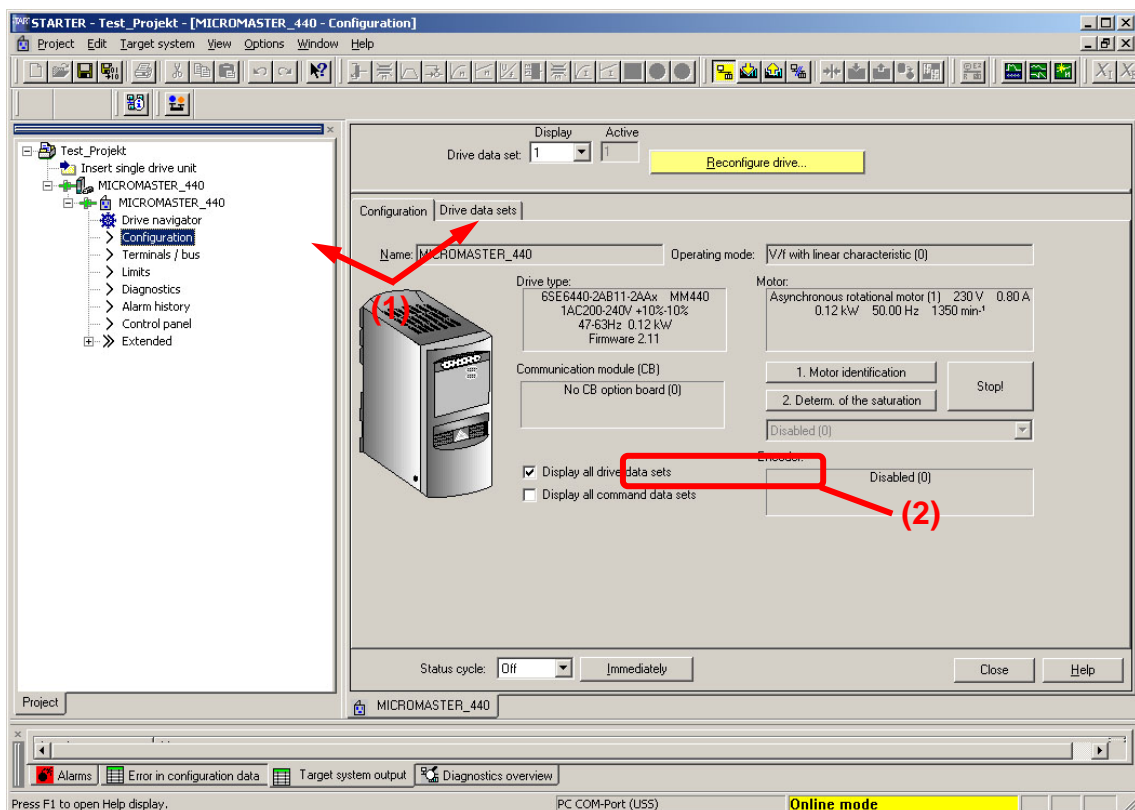 STARTER - Test_Projekt - [MICROMASTER_440 - Configuration]
Project Edit Target system View Options Window Help
Display Active
Drive data set: 1 1
Reconfigure drive...
Test_Projekt
Insert single drive unit
MICROMASTER_440
MICROMASTER_440
Drive navigator
Configuration
Terminals / bus
Limits
Diagnostics
Alarm history
Control panel
Extended
Project
Configuration Drive data sets
Name: MICROMASTER_440 Operating mode: V/f with linear characteristic (0)
(1)
Drive type:
6SE6440-2AB11-2AAx MM440
1AC200-240V +10%-10%
47-63Hz 0.12 kW
Firmware 2.11
Motor:
Asynchronous rotational motor (1) 230 V 0.80 A
0.12 kW 50.00 Hz 1350 min-¹
Communication module (CB)
No CB option board (0)
1. Motor identification
2. Determ. of the saturation
Stop!
Disabled (0)
Display all drive data sets
Display all command data sets
Encoder:
Disabled (0)
(2)
Status cycle: Off Immediately Close Help
MICROMASTER_440
Alarms Error in configuration data Target system output Diagnostics overview
Press F1 to open Help display. PC COM-Port (USS) Online mode